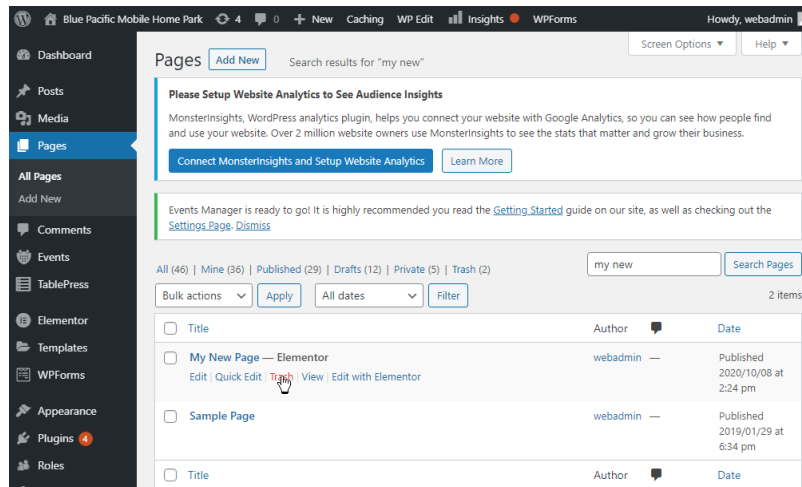 Blue Pacific Mobile Home Park 4 0 + New Caching WP Edit Insights WPForms Howdy, webadmin
Screen Options ▼ Help ▼
Dashboard
Posts
Media
Pages
All Pages
Add New
Comments
Events
TablePress
Elementor
Templates
WPForms
Appearance
Plugins 4
Roles
Pages Add New Search results for "my new"
Please Setup Website Analytics to See Audience Insights
MonsterInsights, WordPress analytics plugin, helps you connect your website with Google Analytics, so you can see how people find
and use your website. Over 2 million website owners use MonsterInsights to see the stats that matter and grow their business.
Connect MonsterInsights and Setup Website Analytics Learn More
Events Manager is ready to go! It is highly recommended you read the Getting Started guide on our site, as well as checking out the
Settings Page. Dismiss
All (46) | Mine (36) | Published (29) | Drafts (12) | Private (5) | Trash (2)
my new Search Pages
Bulk actions Apply All dates Filter 2 items
Title Author Date
My New Page — Elementor webadmin — Published
Edit | Quick Edit | Trash | View | Edit with Elementor 2020/10/08 at
2:24 pm
Sample Page webadmin — Published
2019/01/29 at
6:34 pm
Title Author Date